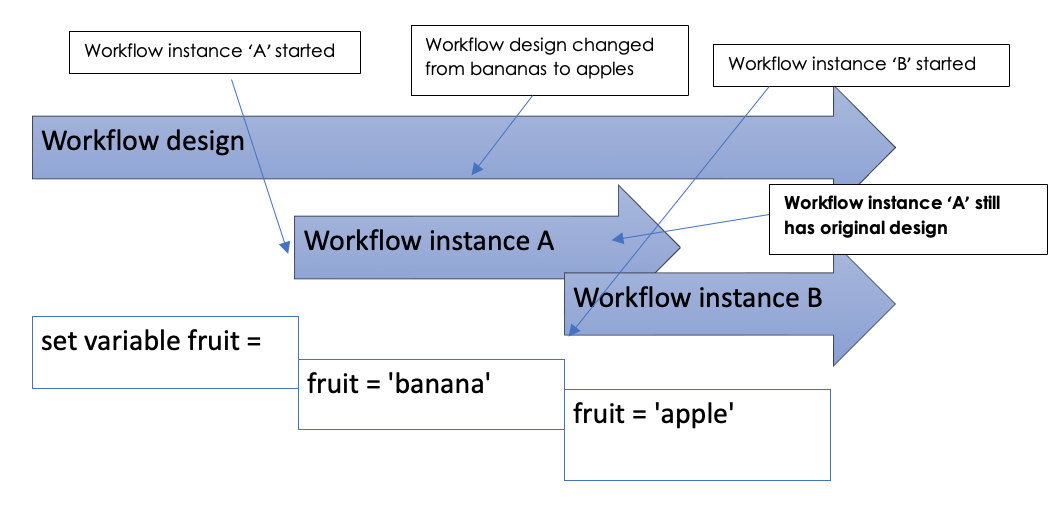 Workflow instance ‘A’ started
Workflow design changed
from bananas to apples
Workflow instance ‘B’ started
Workflow design
Workflow instance ‘A’ still
has original design
Workflow instance A
Workflow instance B
set variable fruit =
fruit = 'banana'
fruit = 'apple'